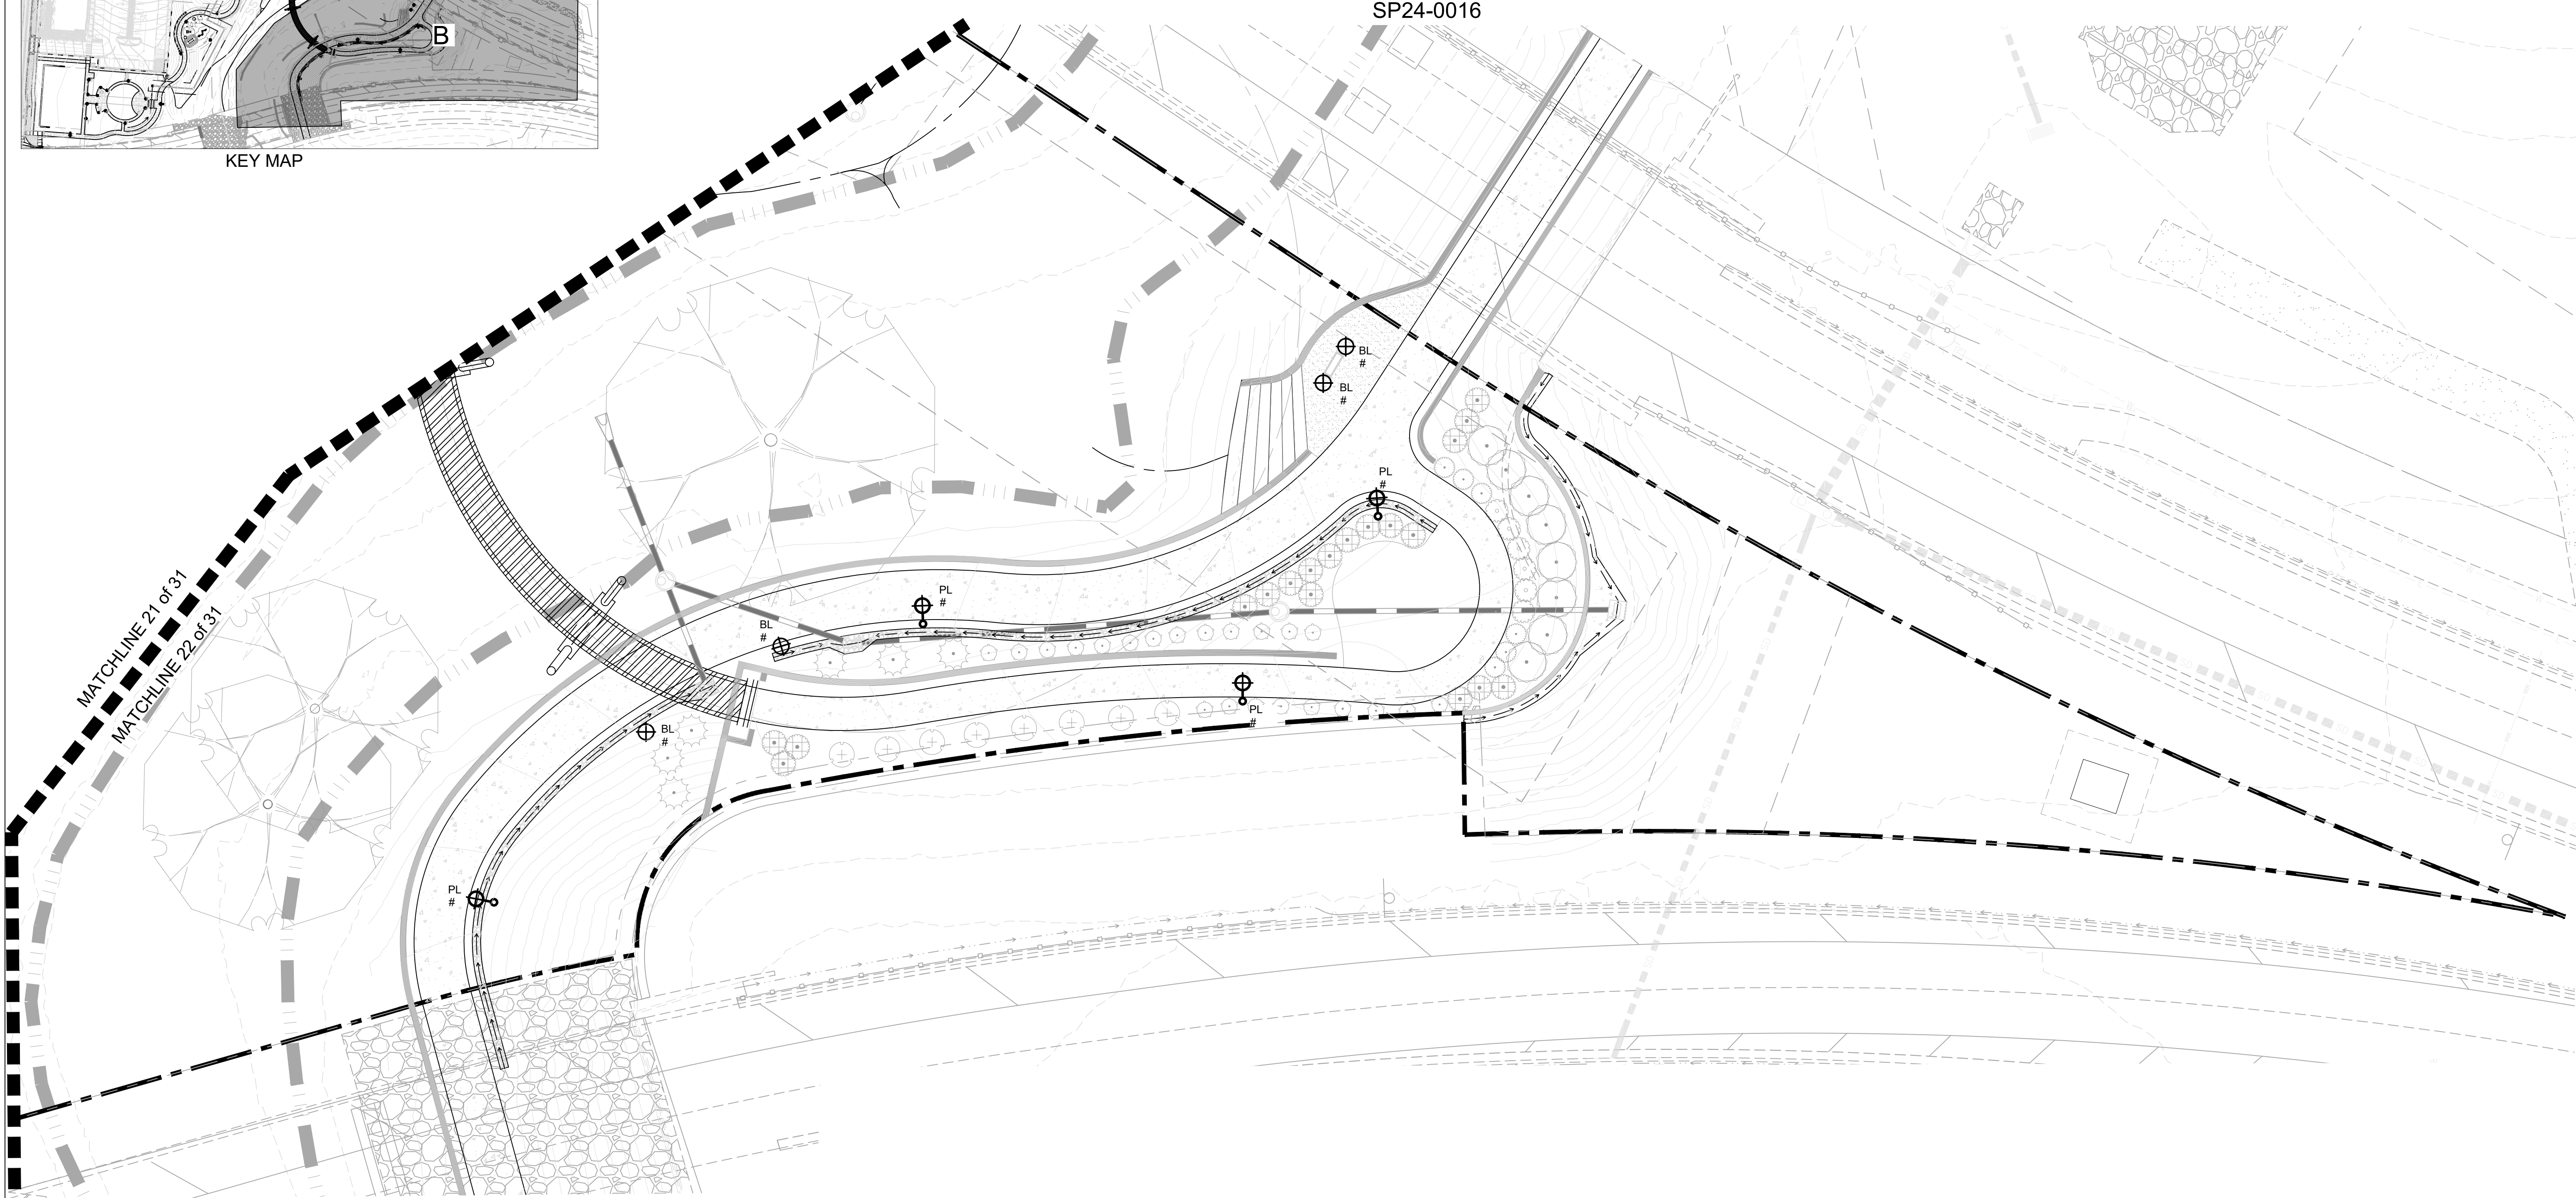 SP24-0016
B
KEY MAP
BL
#
BL
#
PL
#
PL
#
BL
#
PL
#
BL
#
PL
#
MATCHLINE 21 of 31
MATCHLINE 22 of 31